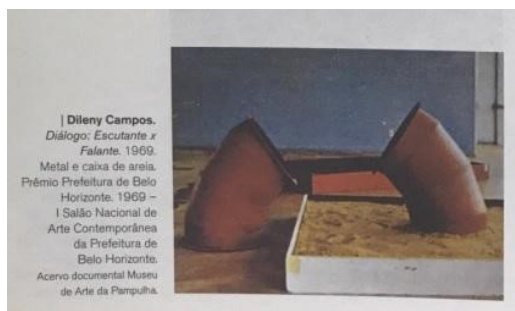 | Dileny Campos.
Diálogo: Escutante x
Falante. 1969.
Metal e caixa de areia.
Prêmio Prefeitura de Belo
Horizonte. 1969 –
I Salão Nacional de
Arte Contemporânea
da Prefeitura de
Belo Horizonte.
Acervo documental Museu
de Arte da Pampulha.